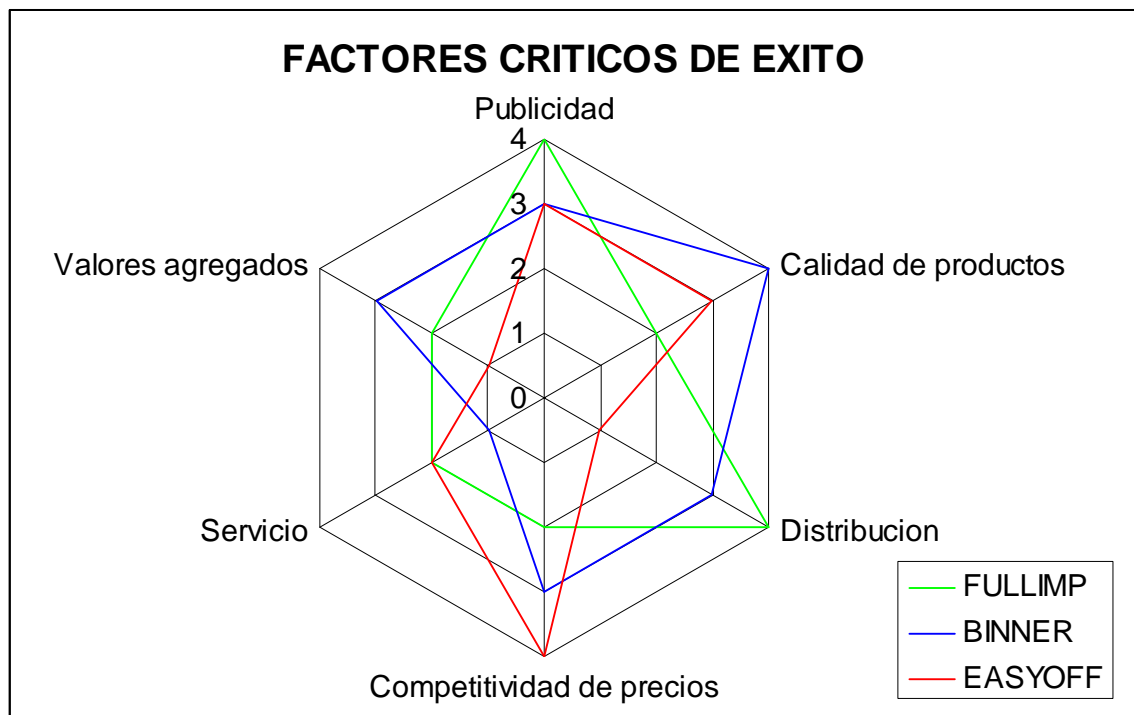 FACTORES CRITICOS DE EXITO
Publicidad
4
3
2
1
0
Valores agregados
Calidad de productos
Servicio
Distribucion
Competitividad de precios
FULLIMP
BINNER
EASYOFF